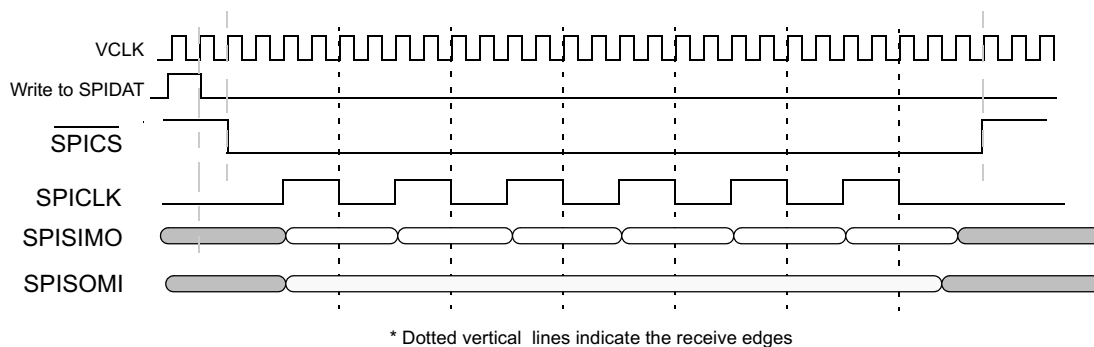 VCLK
Write to SPIDAT
SPICS
SPICLK
SPISIMO
SPISOMI
* Dotted vertical lines indicate the receive edges